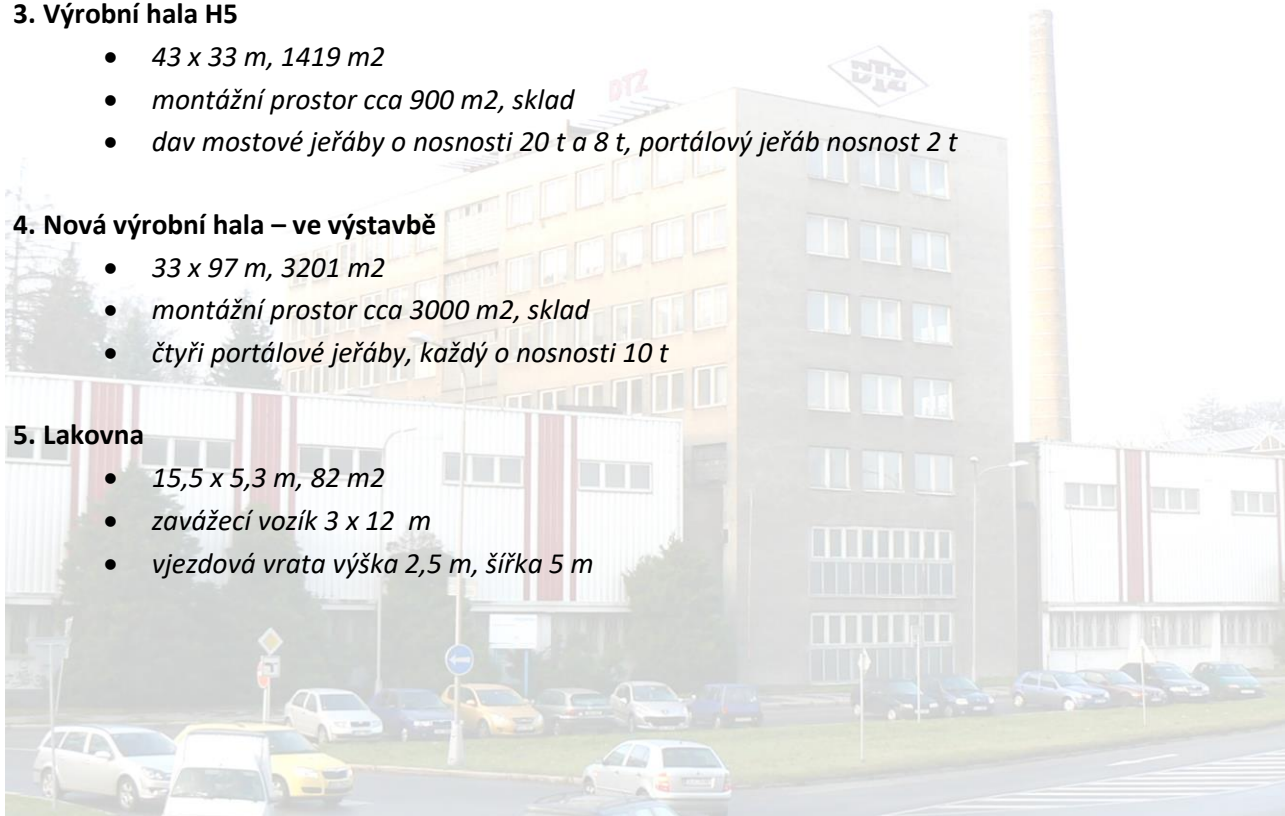 3. Výrobní hala H5
• 43 x 33 m, 1419 m2
• montážní prostor cca 900 m2, sklad
• dav mostové jeřáby o nosnosti 20 t a 8 t, portálový jeřáb nosnost 2 t
DTZ
DTZ
4. Nová výrobní hala – ve výstavbě
• 33 x 97 m, 3201 m2
• montážní prostor cca 3000 m2, sklad
• čtyři portálové jeřáby, každý o nosnosti 10 t
5. Lakovna
• 15,5 x 5,3 m, 82 m2
• zavážecí vozík 3 x 12  m
• vjezdová vrata výška 2,5 m, šířka 5 m